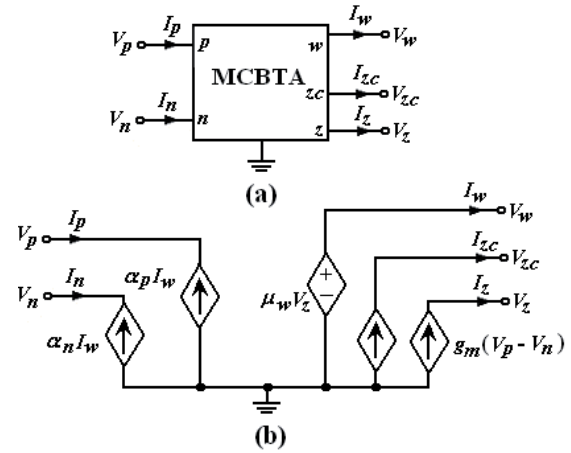 I_p
V_p
p
I_n
V_n
n
MCBTA
w
I_w
V_w
zc
I_zc
V_zc
z
I_z
V_z
(a)
V_p
I_p
α_p I_w
V_n
I_n
α_n I_w
μ_w V_z
+
−
I_w
V_w
I_zc
V_zc
I_z
V_z
g_m(V_p - V_n)
(b)